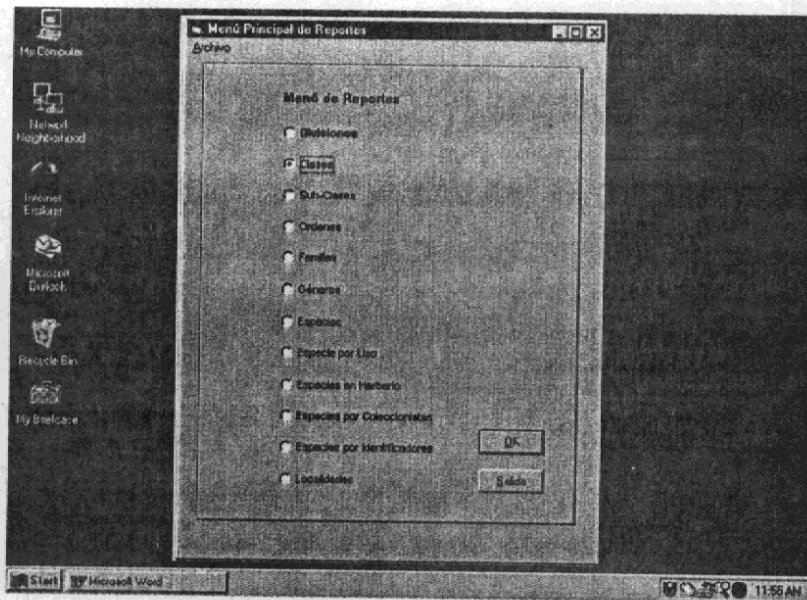 My Computer
Network
Neighborhood
Internet
Explorer
Microsoft
Outlook
Recycle Bin
My Briefcase
Menú Principal de Reportes
Archivo
Menú de Reportes
Divisiones
Clases
Sub-Clases
Ordenes
Familias
Géneros
Especies
Especie por Uso
Especies en Herbario
Especies por Coleccionistas
Especies por Identificadores
Localidades
OK
Salida
Start
Microsoft Word
11:55 AM